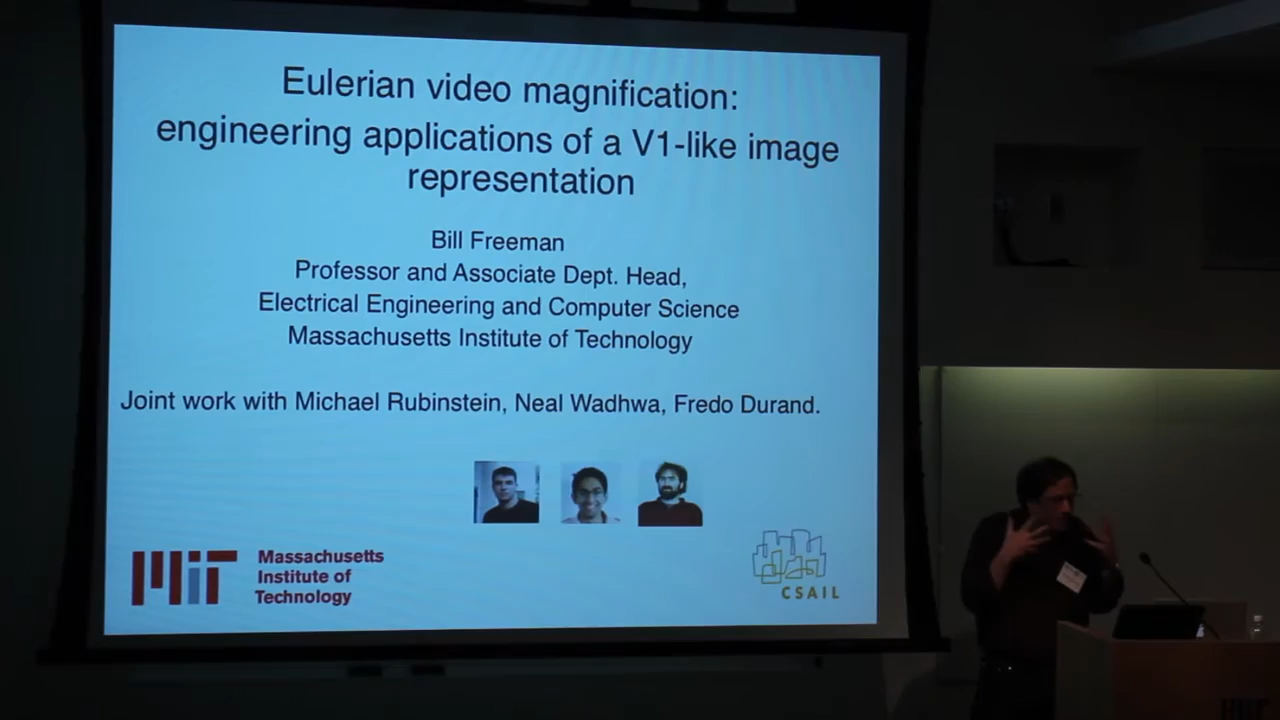 Eulerian video magnification:
engineering applications of a V1-like image
representation
Bill Freeman
Professor and Associate Dept. Head,
Electrical Engineering and Computer Science
Massachusetts Institute of Technology
Joint work with Michael Rubinstein, Neal Wadhwa, Fredo Durand.
MIT
Massachusetts
Institute of
Technology
CSAIL